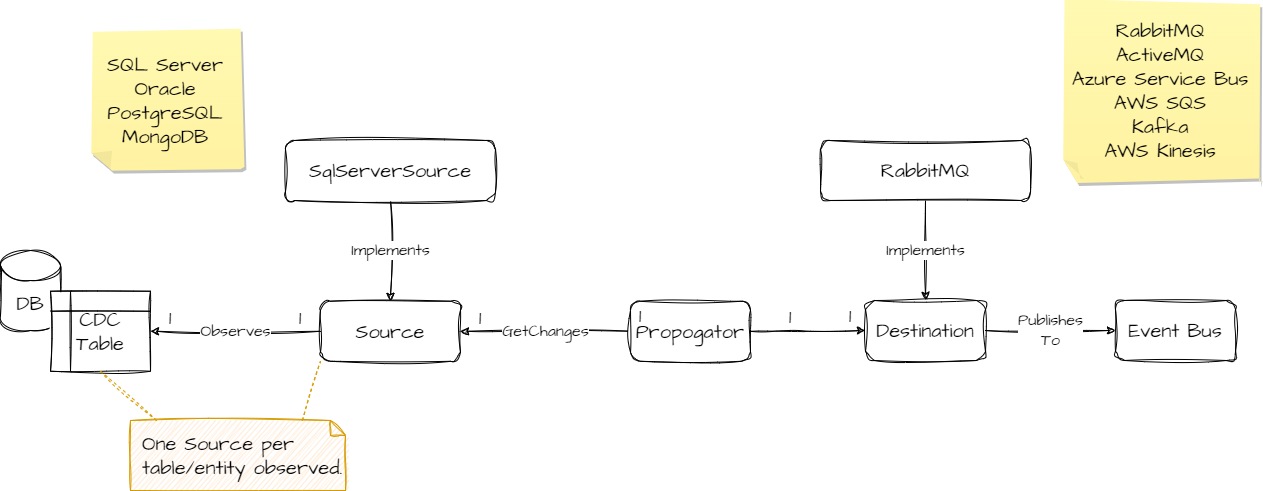 SQL Server
Oracle
PostgreSQL
MongoDB
RabbitMQ
ActiveMQ
Azure Service Bus
AWS SQS
Kafka
AWS Kinesis
SqlServerSource
RabbitMQ
Implements
Implements
DB
CDC
Table
1
Observes
1
Source
1
GetChanges
1
Propogator
1
1
Destination
Publishes
To
Event Bus
One Source per
table/entity observed.